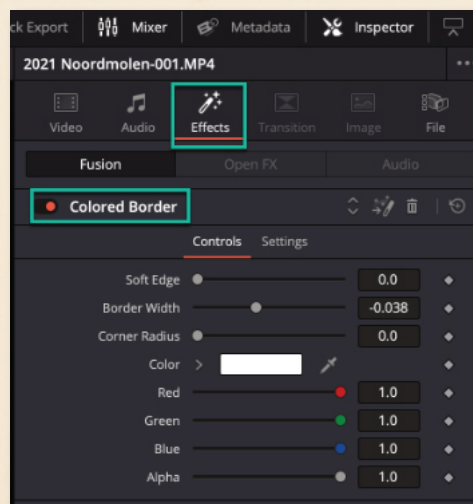 ck Export Mixer Metadata Inspector
2021 Noordmolen-001.MP4
Video Audio Effects Transition Image File
Fusion Open FX Audio
Colored Border
Controls Settings
Soft Edge 0.0
Border Width -0.038
Corner Radius 0.0
Color
Red 1.0
Green 1.0
Blue 1.0
Alpha 1.0